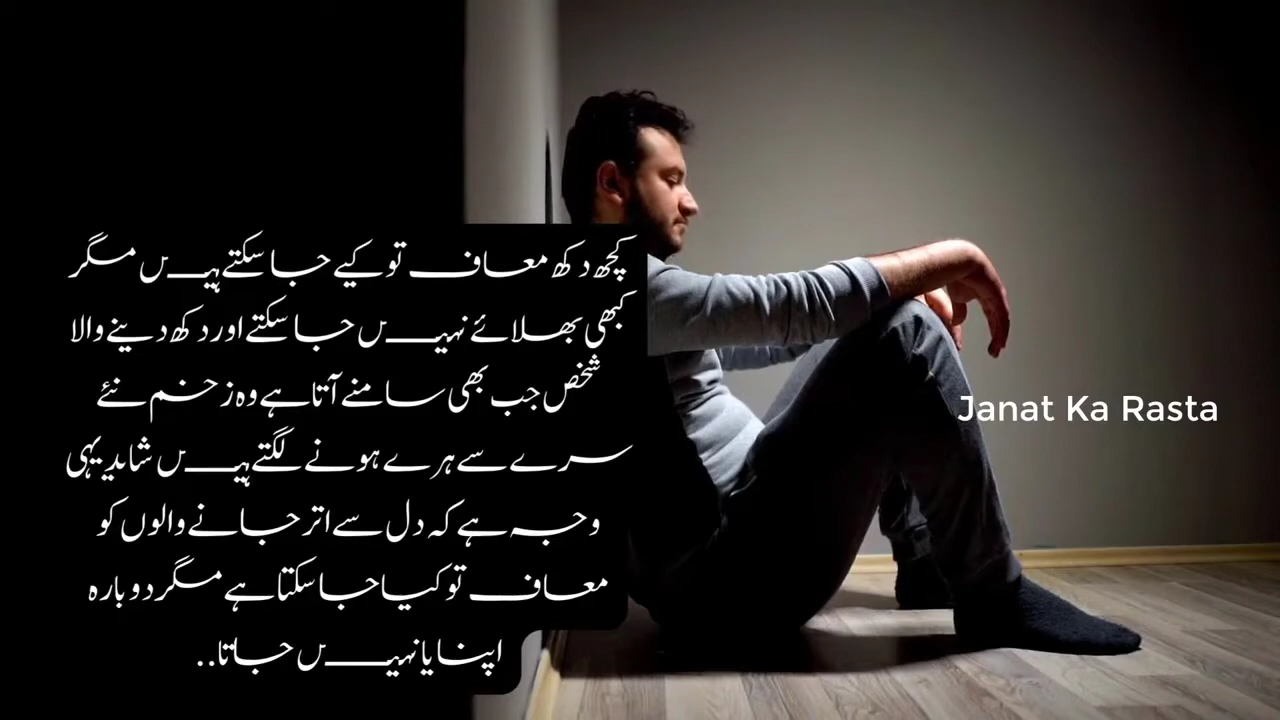 کچھ دکھ معاف تو کیے جا سکتے ہیں مگر
کبھی بھلائے نہیں جا سکتے اور دکھ دینے والا
شخص جب بھی سامنے آتا ہے وہ زخم نئے
سرے سے ہرے ہونے لگتے ہیں شاید یہی
وجہ ہے کہ دل سے اتر جانے والوں کو
معاف تو کیا جا سکتا ہے مگر دوبارہ
اپنایا نہیں جاتا..
Janat Ka Rasta